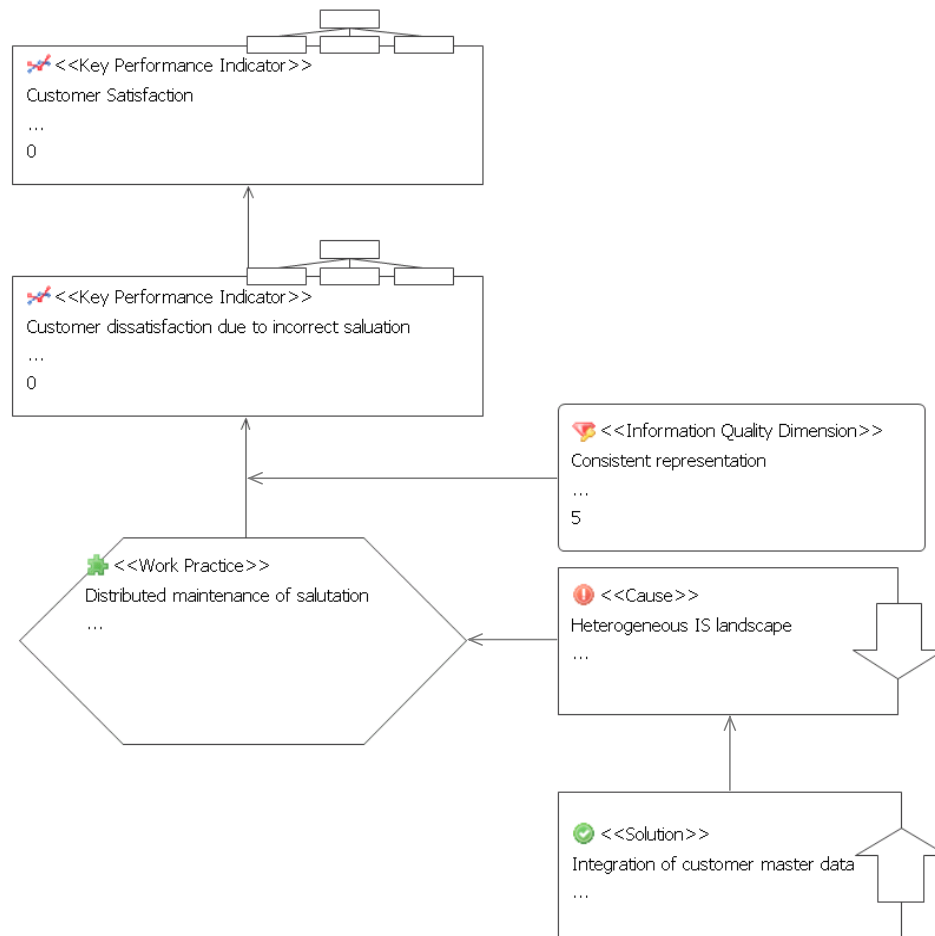 <<Key Performance Indicator>>
Customer Satisfaction
...
0
<<Key Performance Indicator>>
Customer dissatisfaction due to incorrect saluation
...
0
<<Information Quality Dimension>>
Consistent representation
...
5
<<Work Practice>>
Distributed maintenance of salutation
...
<<Cause>>
Heterogeneous IS landscape
...
<<Solution>>
Integration of customer master data
...